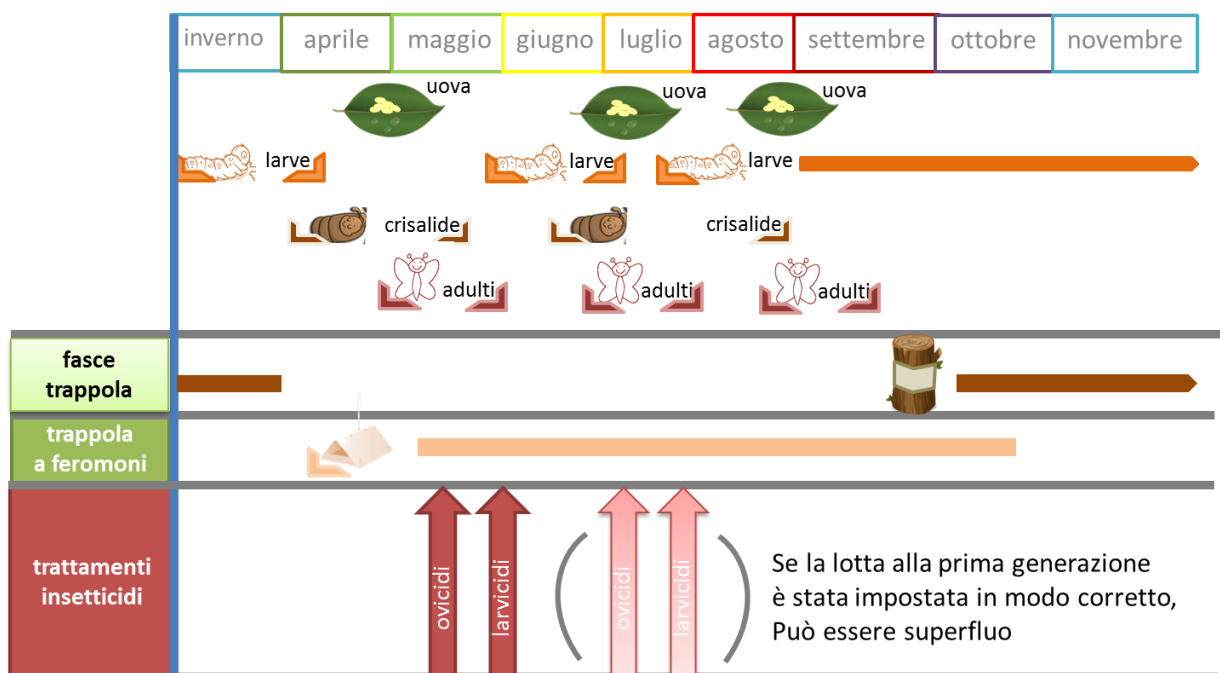 inverno aprile maggio giugno luglio agosto settembre ottobre novembre
uova uova uova
larve larve larve
crisalide crisalide
adulti adulti adulti
fasce
trappola
trappola
a feromoni
trattamenti
insetticidi
ovicidi
larvicidi
ovicidi
larvicidi
Se la lotta alla prima generazione
è stata impostata in modo corretto,
Può essere superfluo